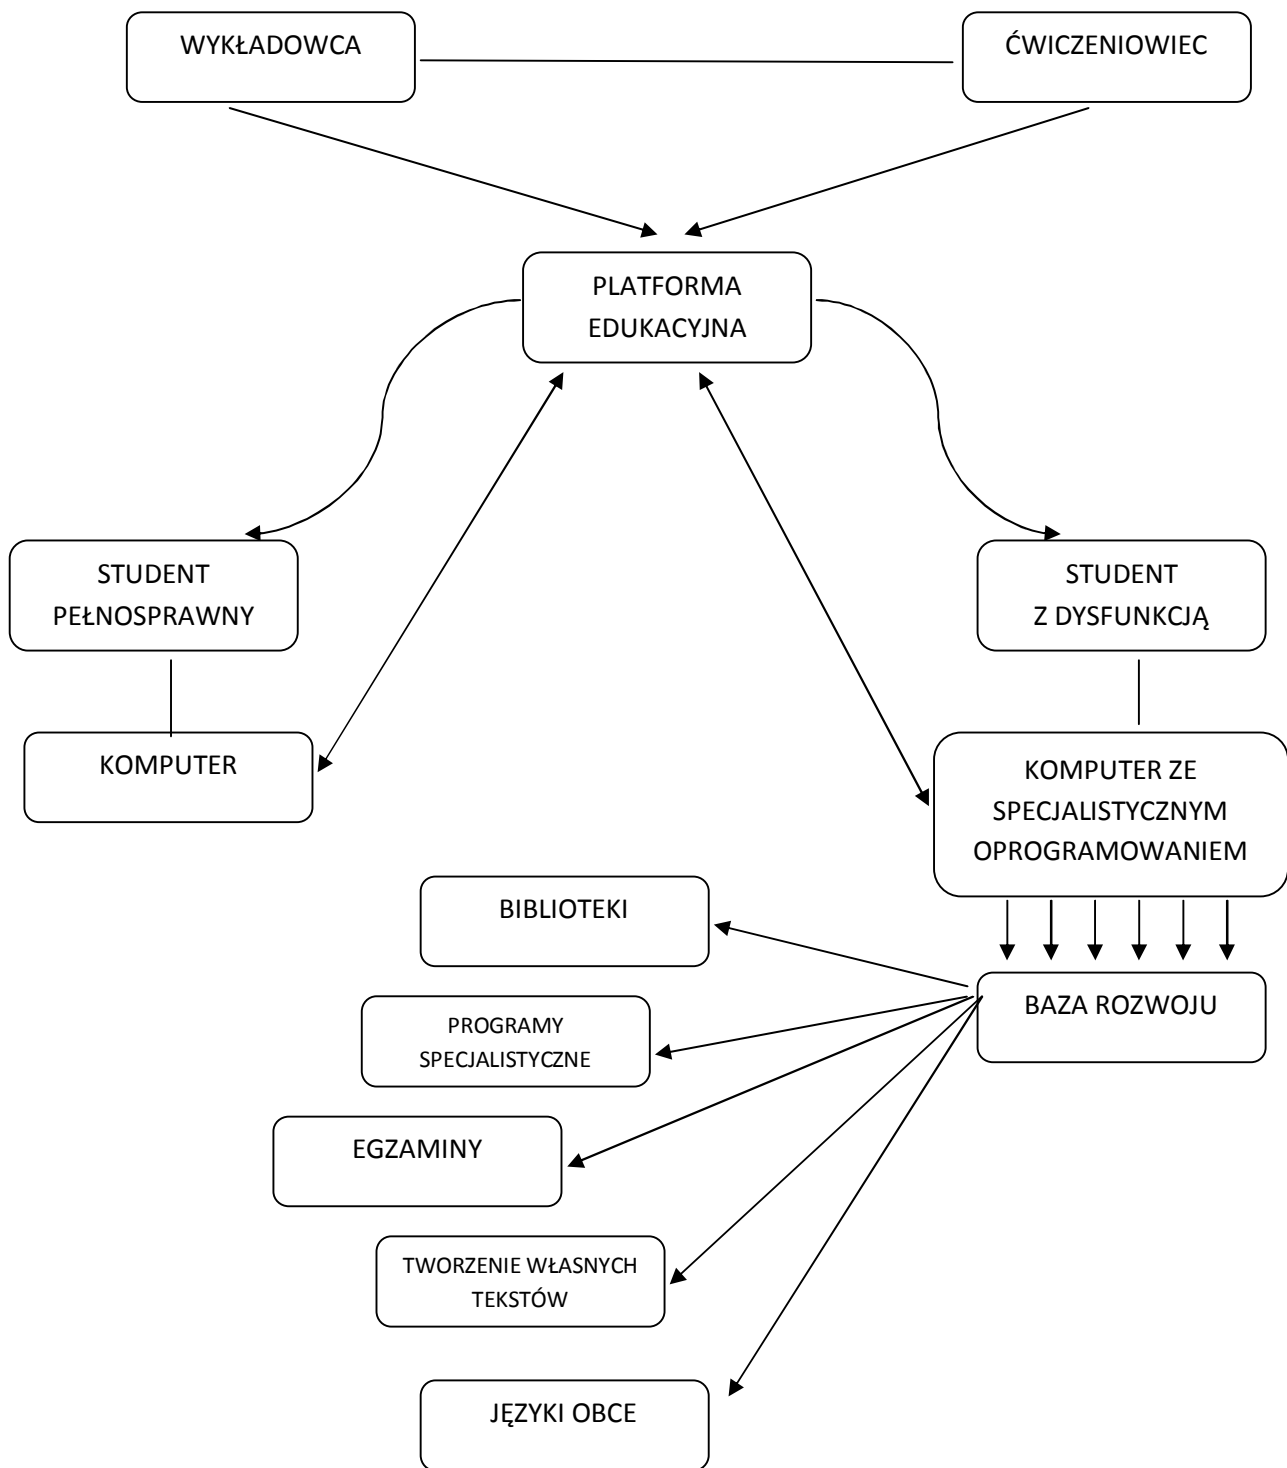 WYKŁADOWCA
ĆWICZENIOWIEC
PLATFORMA
EDUKACYJNA
STUDENT
PEŁNOSPRAWNY
STUDENT
Z DYSFUNKCJĄ
KOMPUTER
KOMPUTER ZE
SPECJALISTYCZNYM
OPROGRAMOWANIEM
BIBLIOTEKI
BAZA ROZWOJU
PROGRAMY
SPECJALISTYCZNE
EGZAMINY
TWORZENIE WŁASNYCH
TEKSTÓW
JĘZYKI OBCE